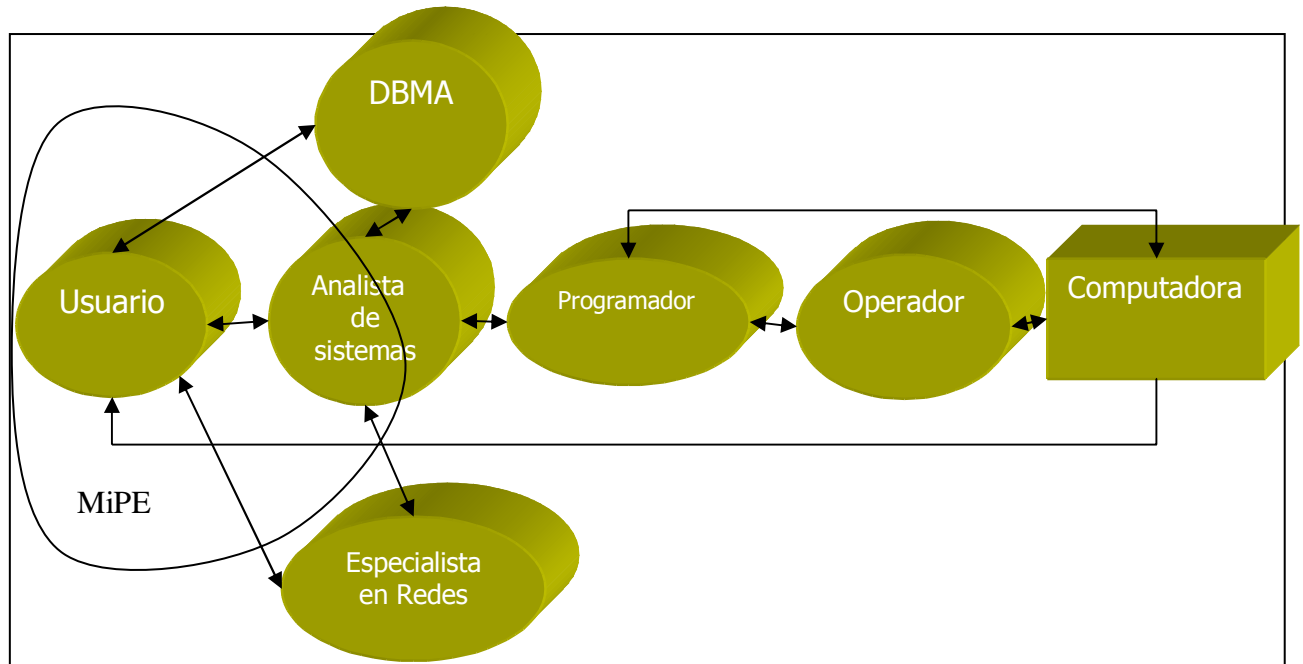 DBMA
Usuario
Analista
de
sistemas
Programador
Operador
Computadora
MiPE
Especialista
en Redes